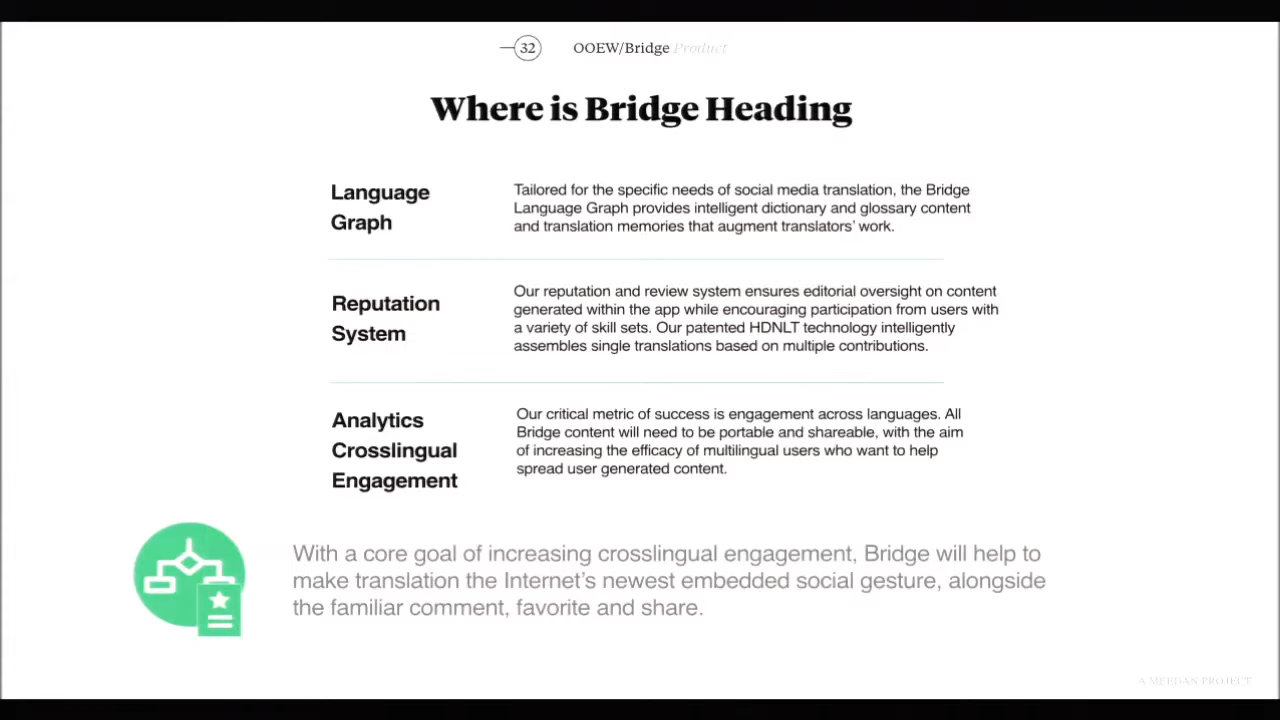 32
OOEW/Bridge Product
Where is Bridge Heading
Language
Graph
Tailored for the specific needs of social media translation, the Bridge
Language Graph provides intelligent dictionary and glossary content
and translation memories that augment translators' work.
Reputation
System
Our reputation and review system ensures editorial oversight on content
generated within the app while encouraging participation from users with
a variety of skill sets. Our patented HDNLT technology intelligently
assembles single translations based on multiple contributions.
Analytics
Crosslingual
Engagement
Our critical metric of success is engagement across languages. All
Bridge content will need to be portable and shareable, with the aim
of increasing the efficacy of multilingual users who want to help
spread user generated content.
With a core goal of increasing crosslingual engagement, Bridge will help to
make translation the Internet's newest embedded social gesture, alongside
the familiar comment, favorite and share.
A MEEDAN PROJECT